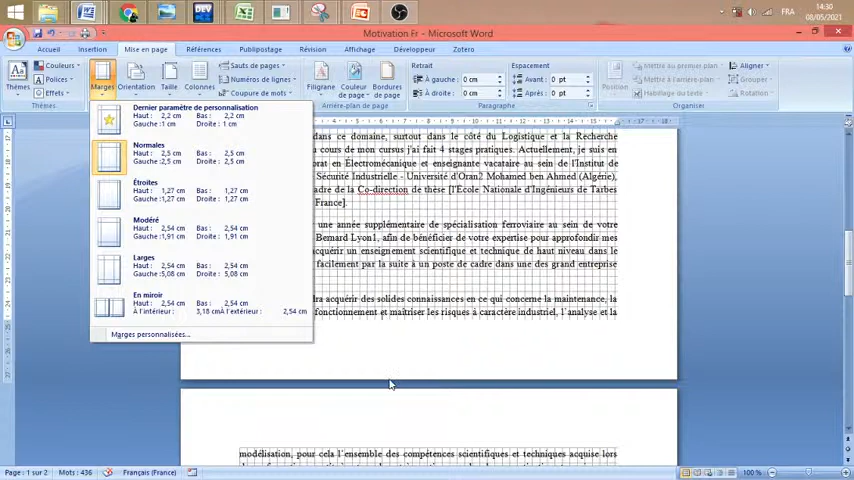 14:30
FRA
08/05/2021
Motivation Fr - Microsoft Word
Accueil Insertion Mise en page Références Publipostage Révision Affichage Développeur Zotero
Thèmes
Couleurs
Polices
Effets
Thèmes
Marges
Orientation
Taille
Colonnes
Sauts de pages
Numéros de lignes
Coupure de mots
Filigrane
Couleur de page
Bordures de pages
Arrière-plan de page
Retrait
À gauche : 0 cm
À droite : 0 cm
Espacement
Avant : 0 pt
Après : 0 pt
Paragraphe
Position
Mettre au premier plan
Mettre à l'arrière-plan
Habillage du texte
Aligner
Grouper
Rotation
Organiser
Dernier paramètre de personnalisation
Haut : 2,2 cm Bas : 2,2 cm
Gauche : 1 cm Droite : 1 cm
Normales
Haut : 2,5 cm Bas : 2,5 cm
Gauche : 2,5 cm Droite : 2,5 cm
Étroites
Haut : 1,27 cm Bas : 1,27 cm
Gauche : 1,27 cm Droite : 1,27 cm
Modéré
Haut : 2,54 cm Bas : 2,54 cm
Gauche : 1,91 cm Droite : 1,91 cm
Larges
Haut : 2,54 cm Bas : 2,54 cm
Gauche : 5,08 cm Droite : 5,08 cm
En miroir
Haut : 2,54 cm Bas : 2,54 cm
À l'intérieur : 3,18 cm À l'extérieur : 2,54 cm
Marges personnalisées...
dans ce domaine, surtout dans le côté du Logistique et la Recherche
cours de mon cursus j'ai fait 4 stages pratiques. Actuellement, je suis en
orat en Électromécanique et enseignante vacataire au sein de l'Institut de
Sécurité Industrielle - Université d'Oran2 Mohamed ben Ahmed (Algérie),
adre de la Co-direction de thèse [l'École Nationale d'Ingénieurs de Tarbes
France].
une année supplémentaire de spécialisation ferroviaire au sein de votre
Bernard Lyon1, afin de bénéficier de votre expertise pour approfondir mes
acquérir un enseignement scientifique et technique de haut niveau dans le
facilement par la suite à un poste de cadre dans une des grand entreprise
dra acquérir des solides connaissances en ce qui concerne la maintenance, la
fonctionnement et maîtriser les risques à caractère industriel, l'analyse et la
modélisation, pour cela l'ensemble des compétences scientifiques et techniques acquise lors
Page : 1 sur 2 Mots : 436 Français (France) 100 %